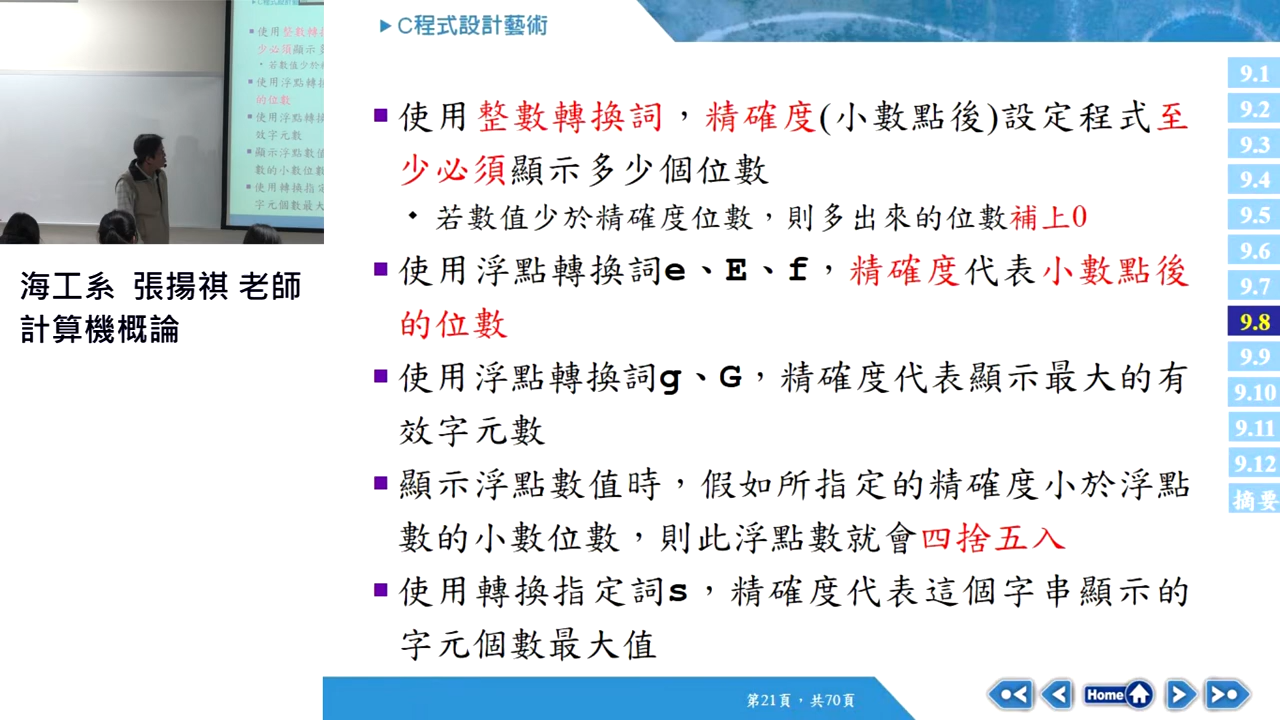 C程式設計藝術
使用整數轉換詞，精確度(小數點後)設定程式至
少必須顯示多少個位數
若數值少於精確度位數，則多出來的位數補上0
使用浮點轉換詞e、E、f，精確度代表小數點後
的位數
使用浮點轉換詞g、G，精確度代表顯示最大的有
效字元數
顯示浮點數值時，假如所指定的精確度小於浮點
數的小數位數，則此浮點數就會四捨五入
使用轉換指定詞s，精確度代表這個字串顯示的
字元個數最大值
9.1
9.2
9.3
9.4
9.5
9.6
9.7
9.8
9.9
9.10
9.11
9.12
摘要
海工系 張揚祺 老師
計算機概論
第21頁，共70頁
Home